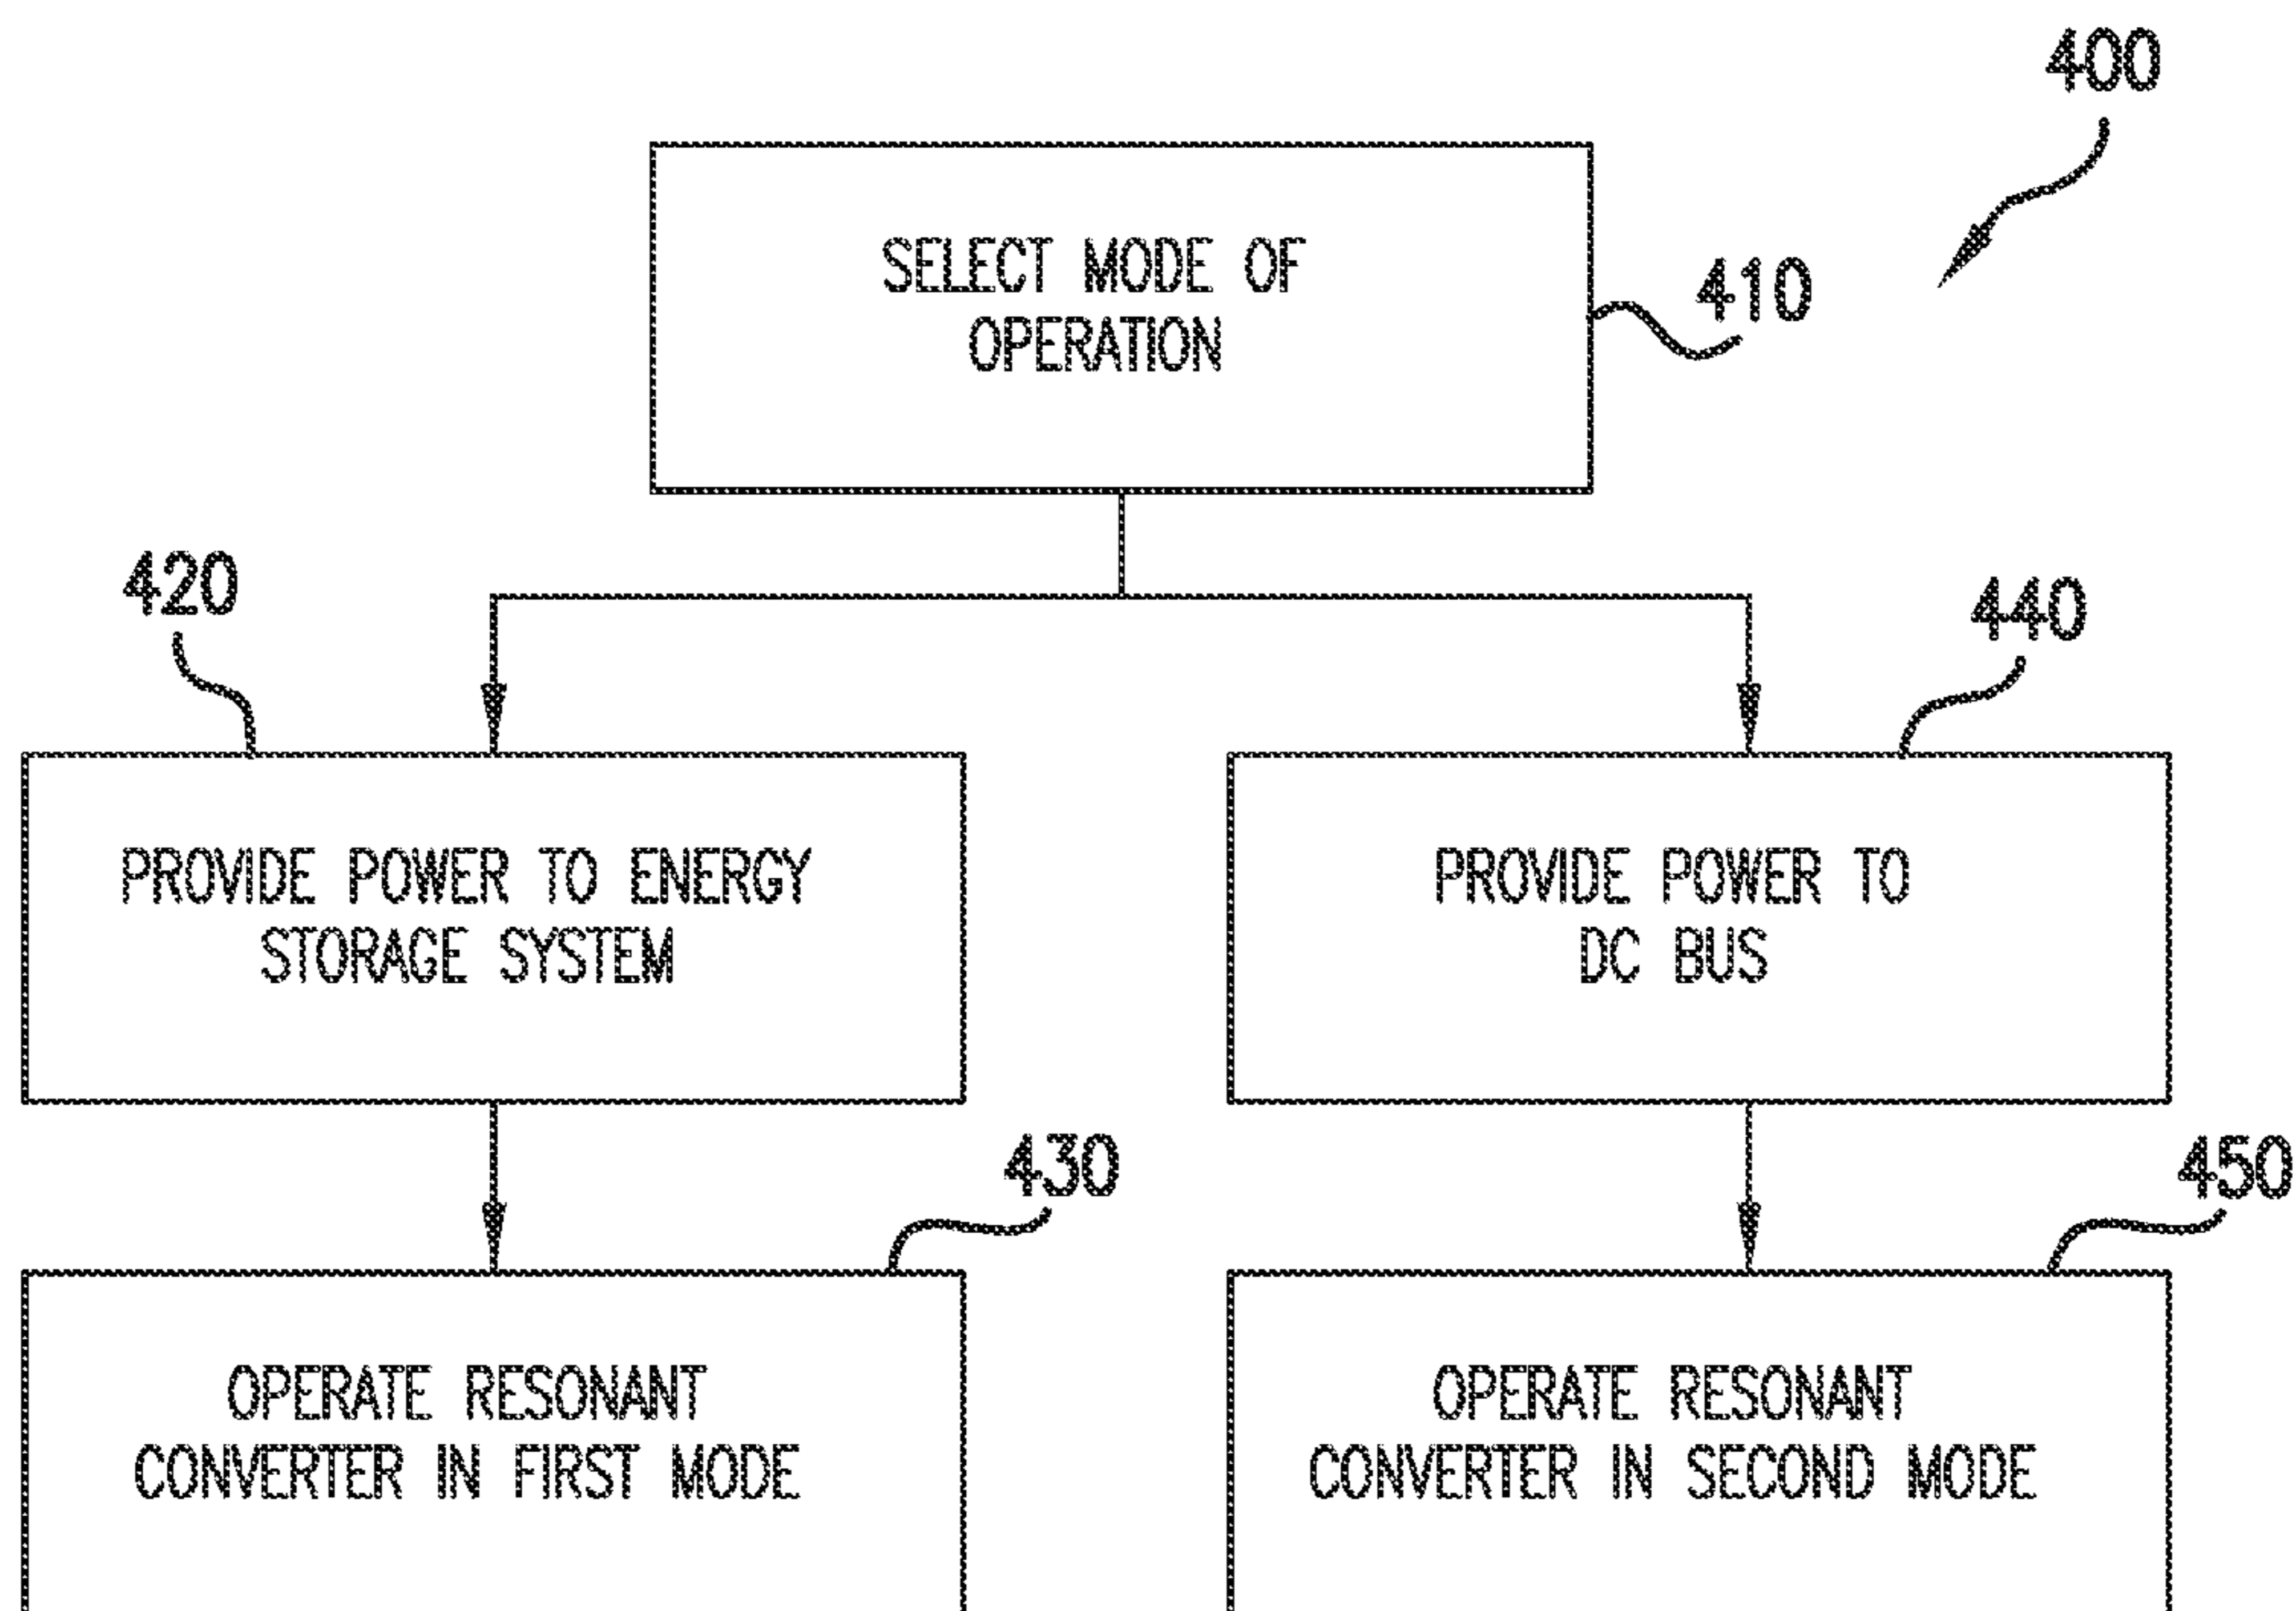 400
SELECT MODE OF
OPERATION
410
420
440
PROVIDE POWER TO ENERGY
STORAGE SYSTEM
PROVIDE POWER TO
DC BUS
430
450
OPERATE RESONANT
CONVERTER IN FIRST MODE
OPERATE RESONANT
CONVERTER IN SECOND MODE